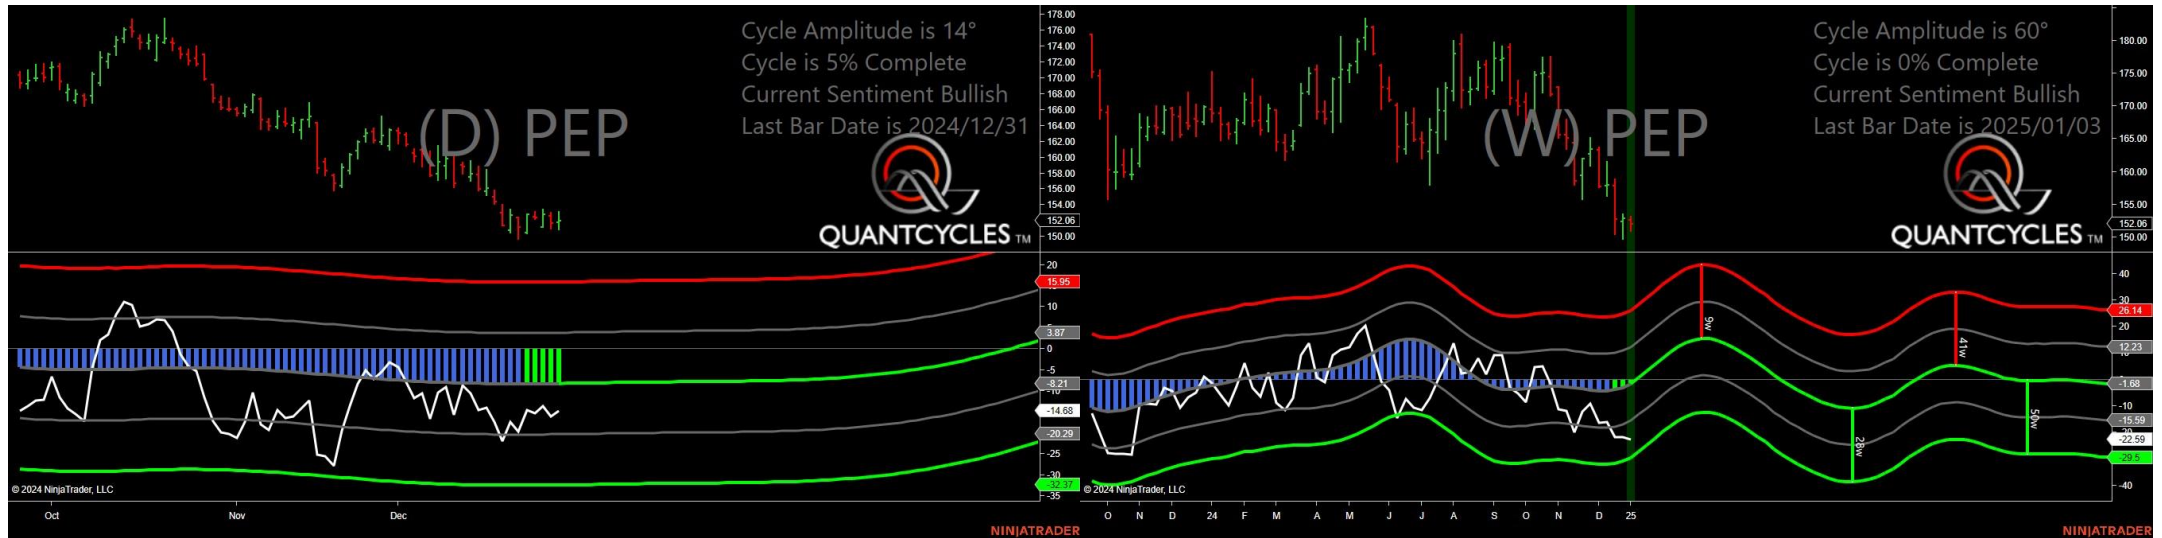 Cycle Amplitude is 14°
Cycle is 5% Complete
Current Sentiment Bullish
Last Bar Date is 2024/12/31
(D) PEP
QUANTCYCLES TM
178.00
176.00
174.00
172.00
170.00
168.00
166.00
164.00
162.00
160.00
158.00
156.00
154.00
152.06
150.00
20
15.95
10
3.87
0
-5
-8.21
-14.68
-20.29
-25
-30
-32.37
-35
© 2024 NinjaTrader, LLC
Oct
Nov
Dec
NINJATRADER
Cycle Amplitude is 60°
Cycle is 0% Complete
Current Sentiment Bullish
Last Bar Date is 2025/01/03
(W) PEP
QUANTCYCLES TM
180.00
175.00
170.00
165.00
160.00
155.00
152.06
150.00
9w
28w
41w
50w
40
30
26.14
20
12.23
-1.68
-10
-15.59
-22.59
-29.5
-40
© 2024 NinjaTrader, LLC
O N D 24 F M A M J J A S O N D 25
NINJATRADER